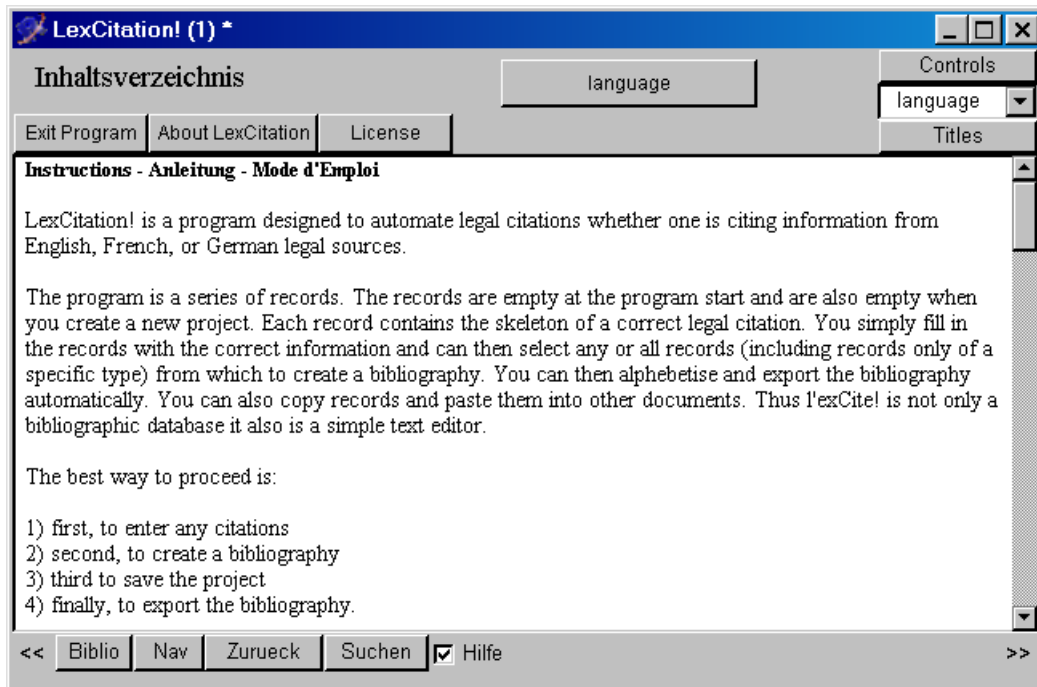 LexCitation! (1) *
Inhaltsverzeichnis
language
Controls
language
Titles
Exit Program
About LexCitation
License
Instructions - Anleitung - Mode d'Emploi
LexCitation! is a program designed to automate legal citations whether one is citing information from
English, French, or German legal sources.
The program is a series of records. The records are empty at the program start and are also empty when
you create a new project. Each record contains the skeleton of a correct legal citation. You simply fill in
the records with the correct information and can then select any or all records (including records only of a
specific type) from which to create a bibliography. You can then alphebetise and export the bibliography
automatically. You can also copy records and paste them into other documents. Thus l'exCite! is not only a
bibliographic database it also is a simple text editor.
The best way to proceed is:
1) first, to enter any citations
2) second, to create a bibliography
3) third to save the project
4) finally, to export the bibliography.
<< Biblio Nav Zurueck Suchen Hilfe >>